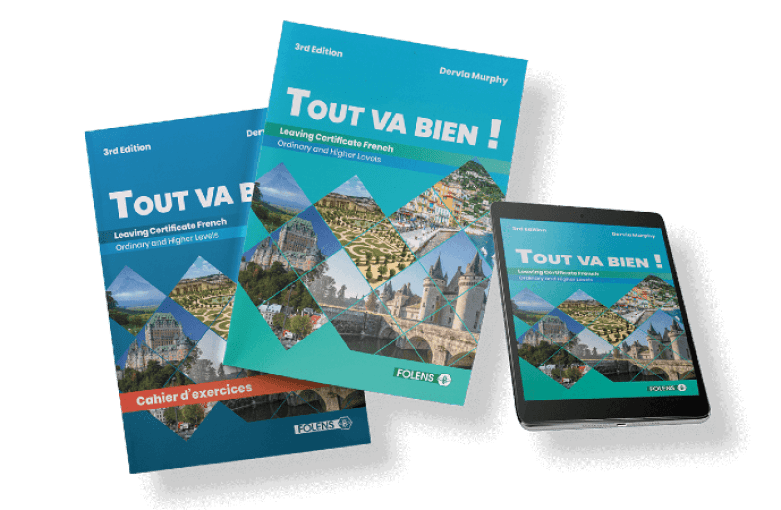 3rd Edition
Der
TOUT VA B
Leaving Certificate French
Ordinary and Higher Levels
Cahier d'exercices
FOLENS
3rd Edition
Dervla Murphy
TOUT VA BIEN !
Leaving Certificate French
Ordinary and Higher Levels
FOLENS
3rd Edition
Dervla Murphy
TOUT VA BIEN !
Leaving Certificate French
Ordinary and Higher Levels
FOLENS